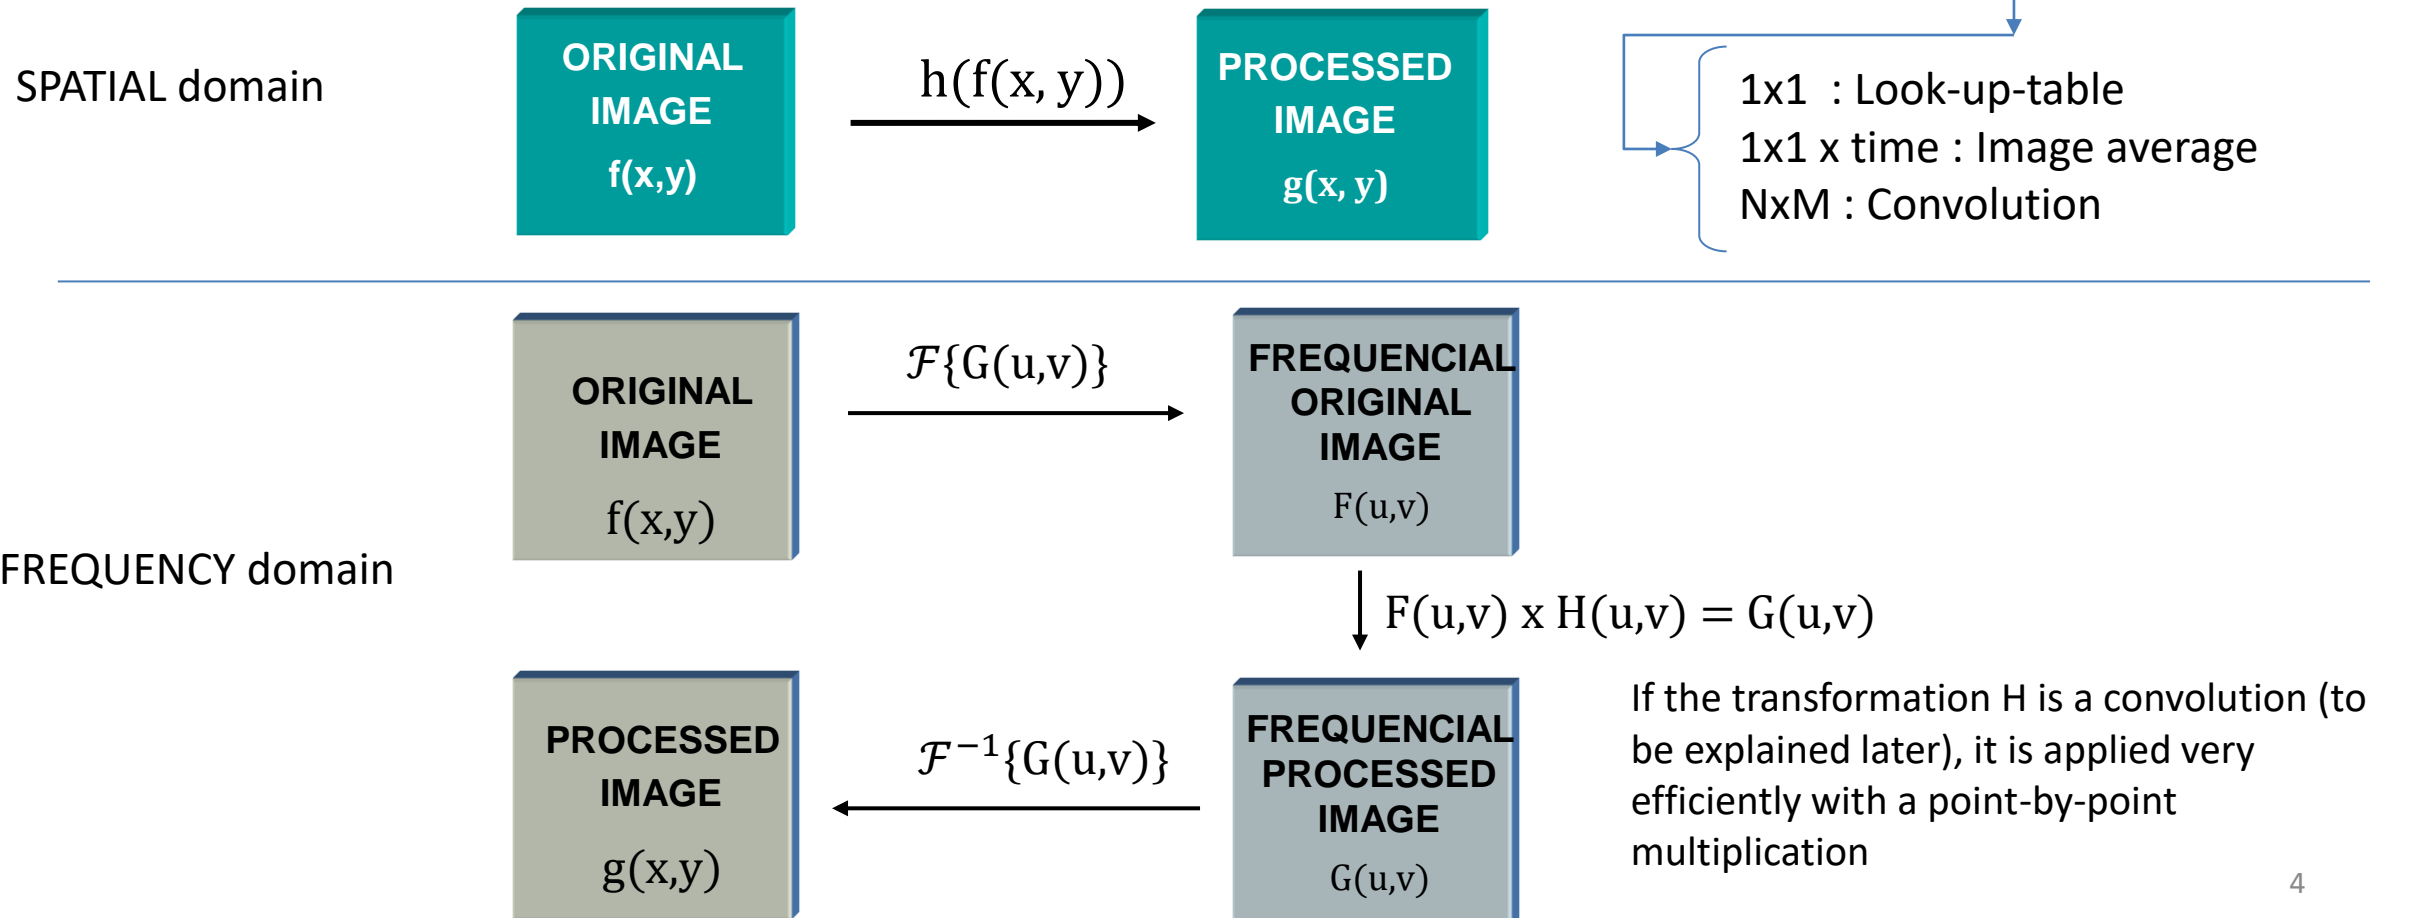 SPATIAL domain
ORIGINAL
IMAGE
f(x,y)
h(f(x, y))
PROCESSED
IMAGE
g(x, y)
1x1 : Look-up-table
1x1 x time : Image average
NxM : Convolution
FREQUENCY domain
ORIGINAL
IMAGE
f(x,y)
ℱ{G(u,v)}
FREQUENCIAL
ORIGINAL
IMAGE
F(u,v)
F(u,v) x H(u,v) = G(u,v)
PROCESSED
IMAGE
g(x,y)
ℱ⁻¹{G(u,v)}
FREQUENCIAL
PROCESSED
IMAGE
G(u,v)
If the transformation H is a convolution (to
be explained later), it is applied very
efficiently with a point-by-point
multiplication
4